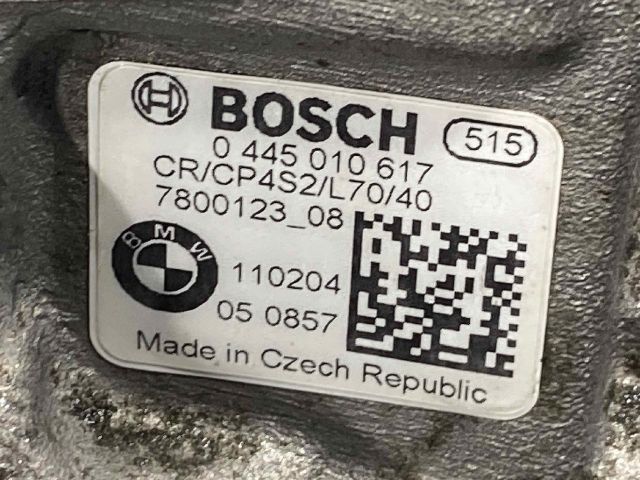 BOSCH 515
0 445 010 617
CR/CP4S2/L70/40
7800123_08
BMW
110204
05 0857
Made in Czech Republic